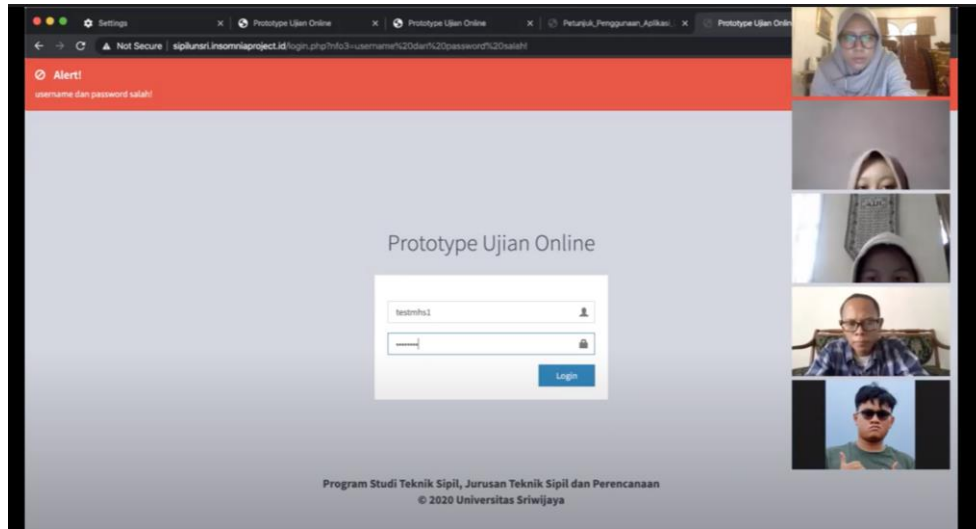 Settings
Prototype Ujian Online
Prototype Ujian Online
Petunjuk_Penggunaan_Aplikasi_
Prototype Ujian Onlin
Not Secure
sipilunsri.insomniaproject.id/login.php?nfo3=username%20dan%20password%20salah!
Alert!
username dan password salah!
Prototype Ujian Online
testmhs1
Login
Program Studi Teknik Sipil, Jurusan Teknik Sipil dan Perencanaan
© 2020 Universitas Sriwijaya